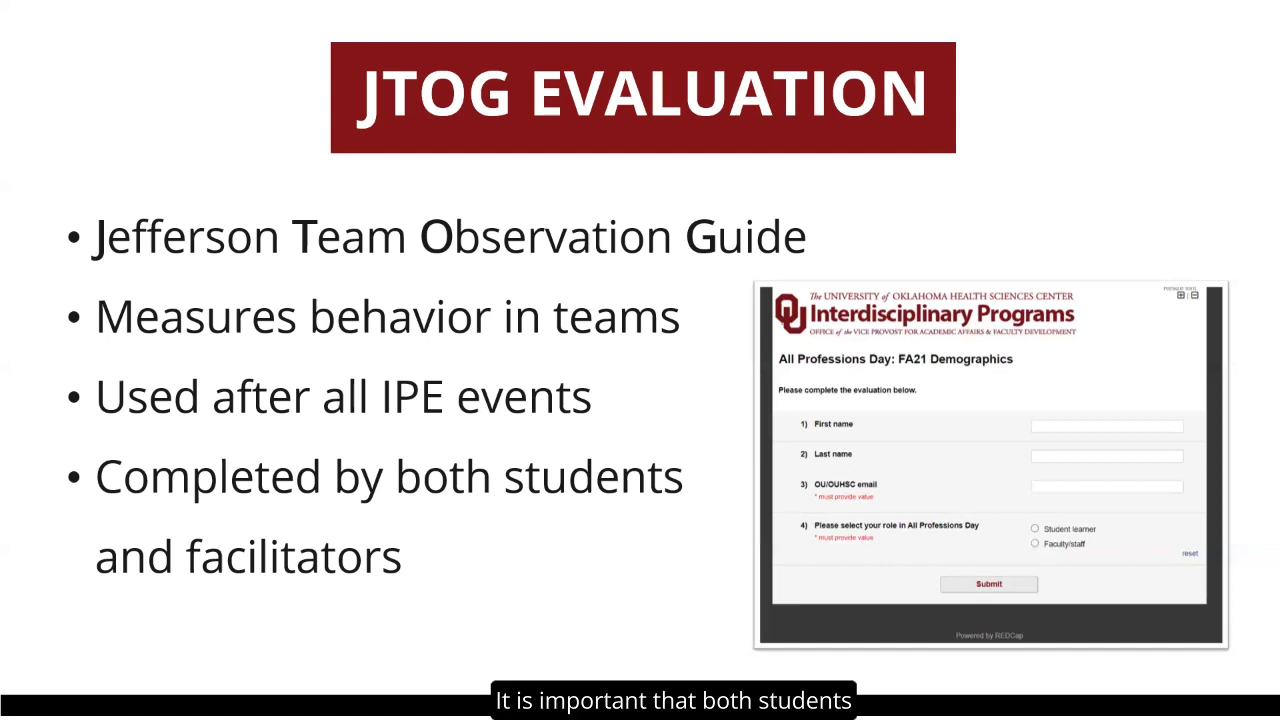 JTOG EVALUATION
• Jefferson Team Observation Guide
• Measures behavior in teams
• Used after all IPE events
• Completed by both students
and facilitators
The UNIVERSITY of OKLAHOMA HEALTH SCIENCES CENTER
Interdisciplinary Programs
OFFICE of the VICE PROVOST FOR ACADEMIC AFFAIRS & FACULTY DEVELOPMENT
All Professions Day: FA21 Demographics
Please complete the evaluation below.
1) First name
2) Last name
3) OU/OUHSC email
* must provide value
4) Please select your role in All Professions Day
* must provide value
Student learner
Faculty/staff
reset
Submit
Powered by REDCap
It is important that both students